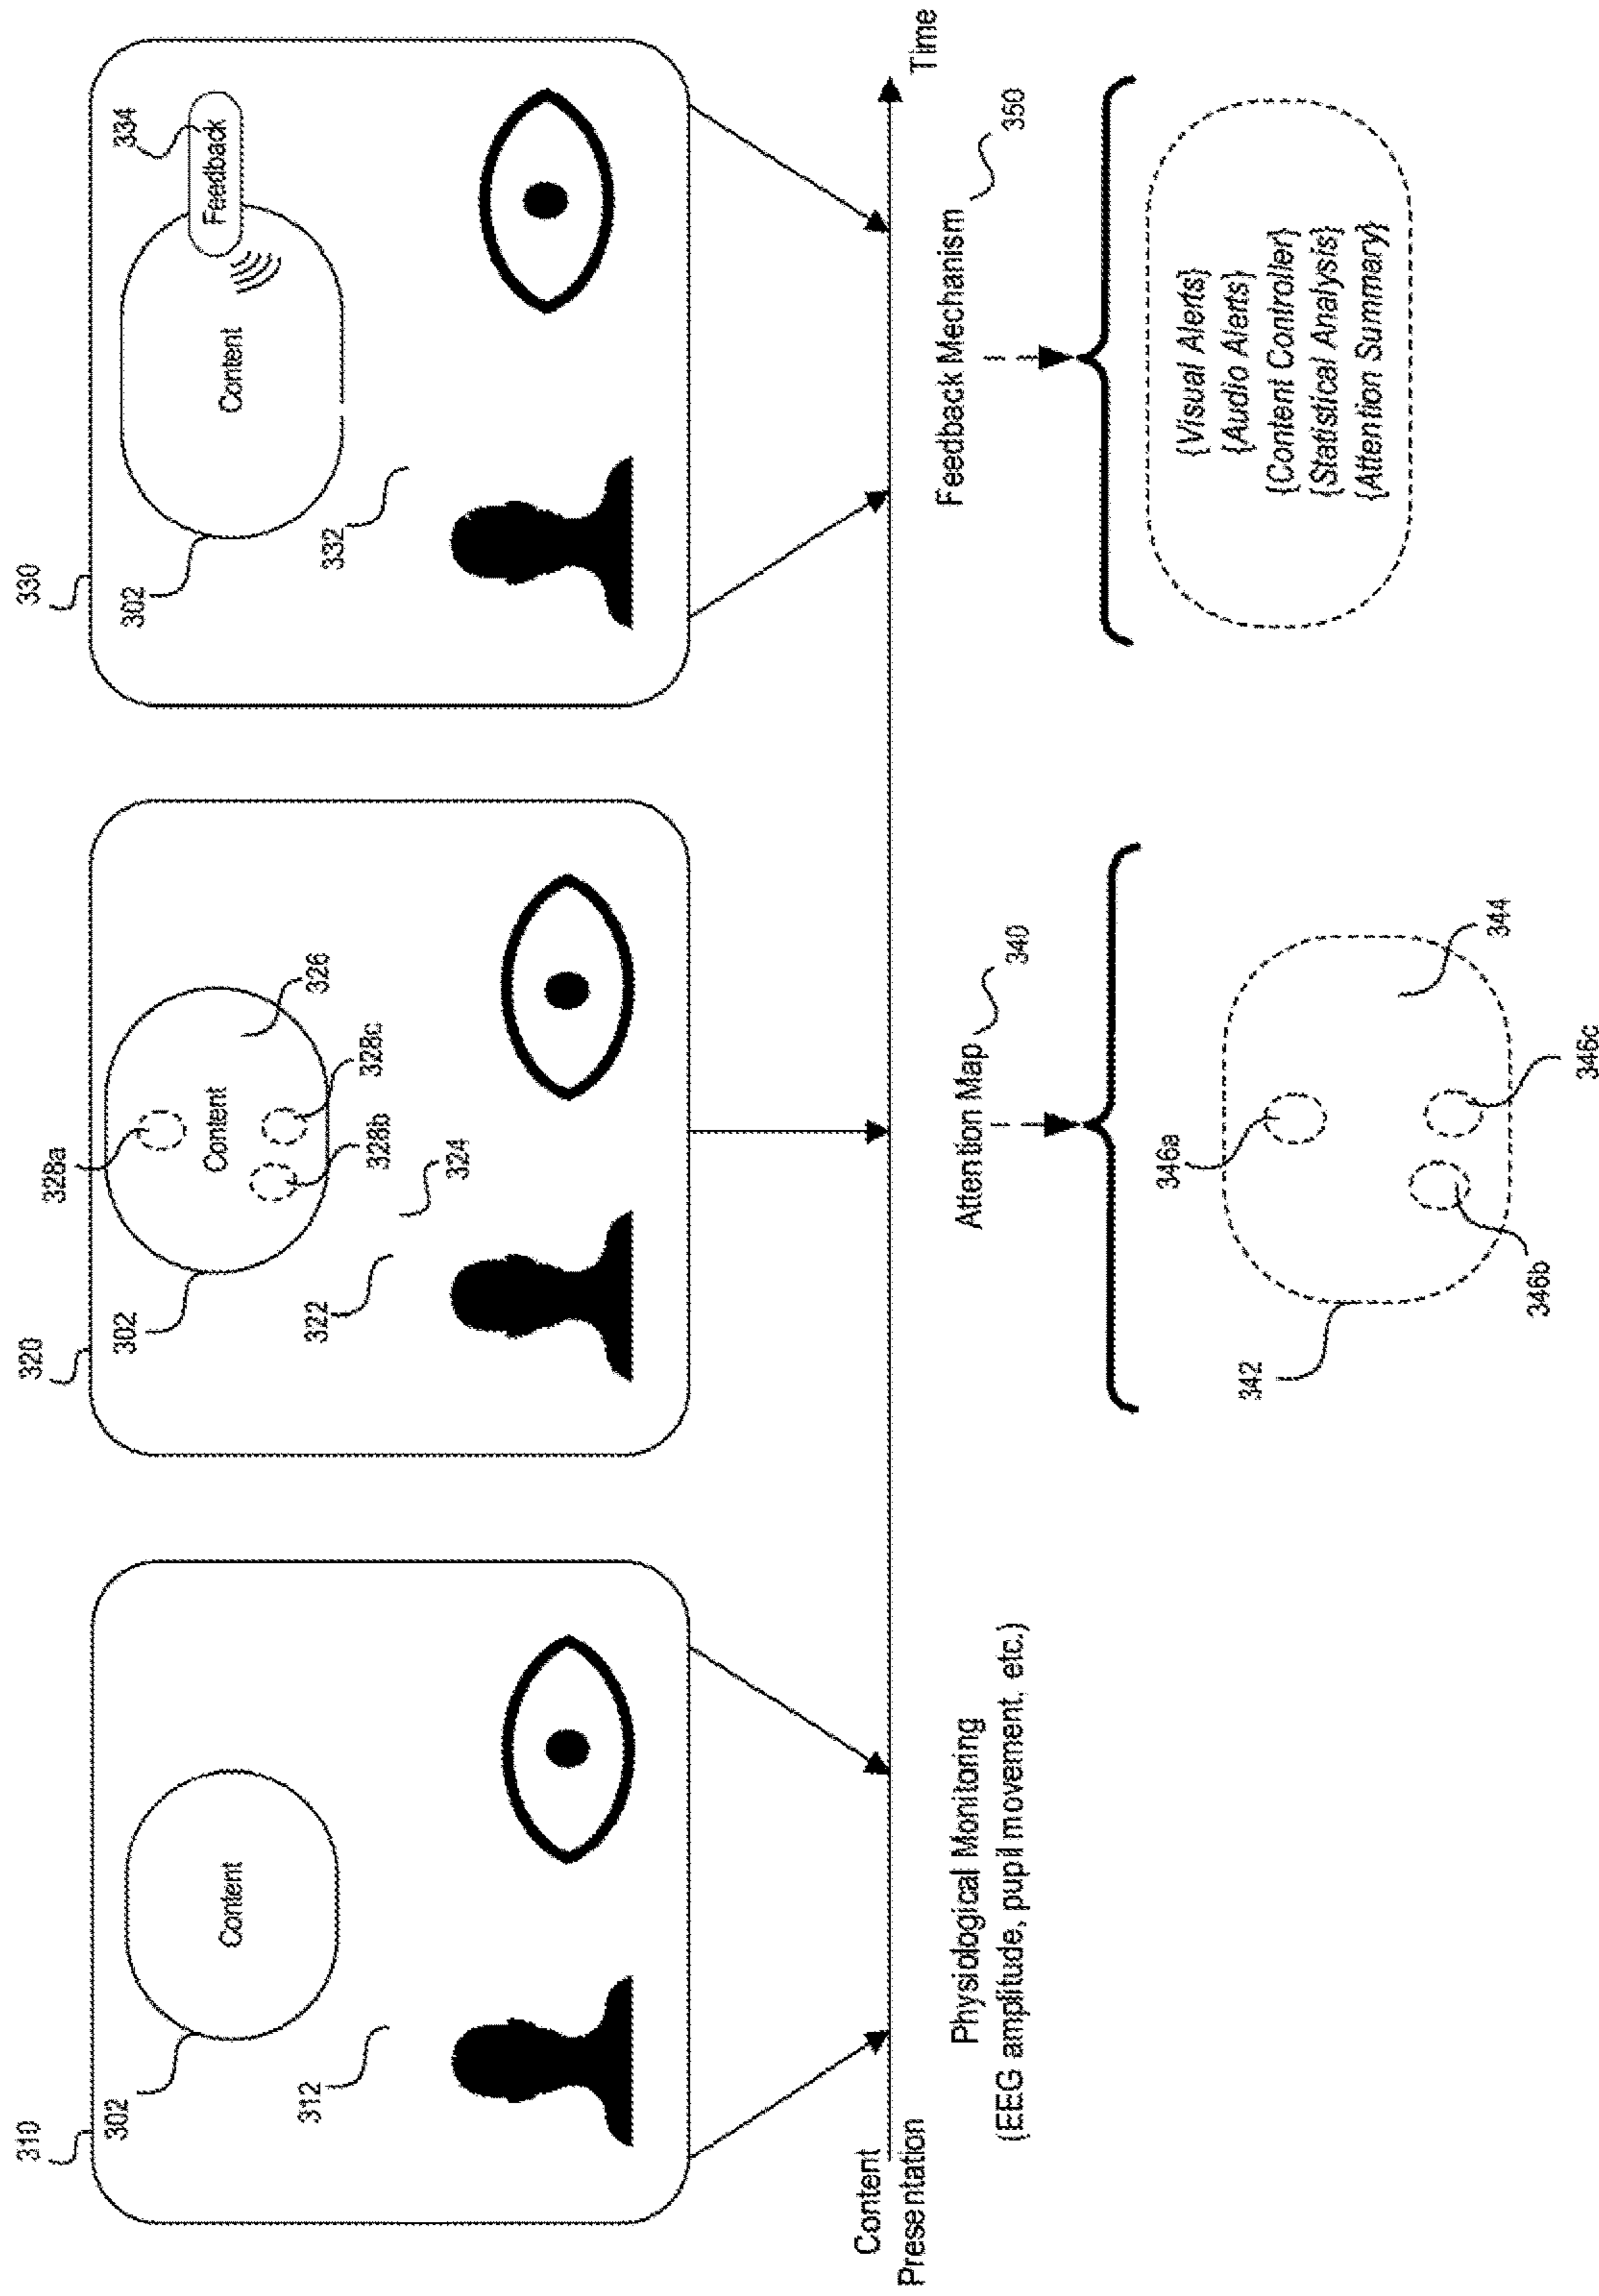 310
302
Content
312
320
302
328a
Content
326
328c
328b
322
324
330
302
Content
334
Feedback
332
Content
Presentation
Time
Physiological Monitoring
(EEG amplitude, pupil movement, etc.)
Attention Map
340
342
344
346a
346b
346c
Feedback Mechanism
350
{Visual Alerts}
{Audio Alerts}
{Content Controller}
{Statistical Analysis}
{Attention Summary}